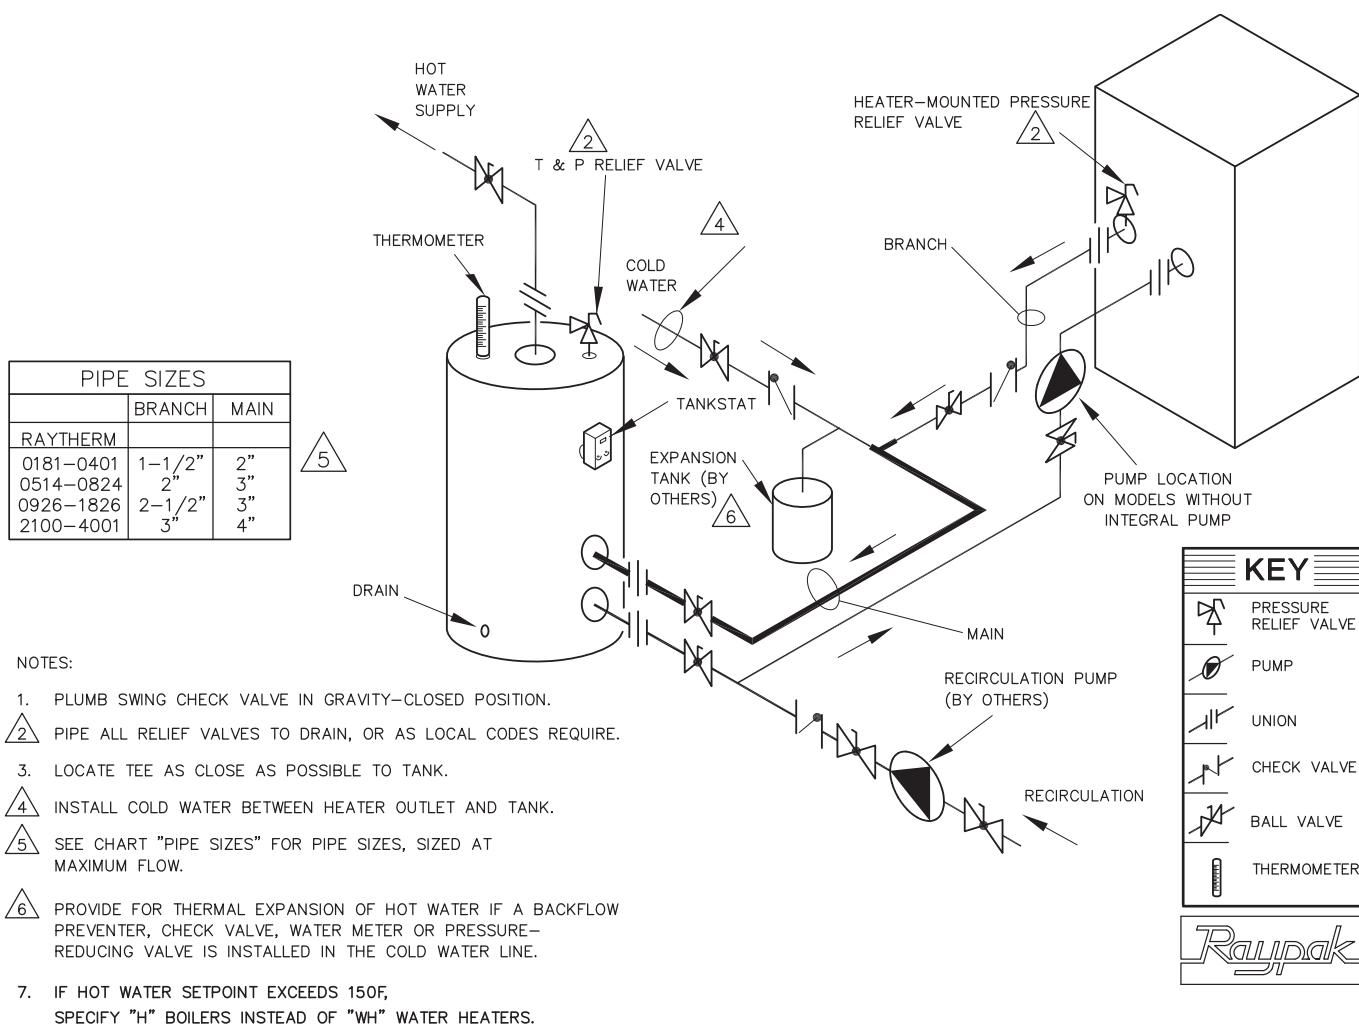 HOT
WATER
SUPPLY
2
T & P RELIEF VALVE
HEATER–MOUNTED PRESSURE
RELIEF VALVE
2
THERMOMETER
4
COLD
WATER
BRANCH
PIPE SIZES
BRANCH MAIN
RAYTHERM
0181–0401 1–1/2" 2"
0514–0824 2" 3"
0926–1826 2–1/2" 3"
2100–4001 3" 4"
5
TANKSTAT
EXPANSION
TANK (BY
OTHERS)
6
PUMP LOCATION
ON MODELS WITHOUT
INTEGRAL PUMP
DRAIN
MAIN
RECIRCULATION PUMP
(BY OTHERS)
RECIRCULATION
KEY
PRESSURE
RELIEF VALVE
PUMP
UNION
CHECK VALVE
BALL VALVE
THERMOMETER
Raypak
NOTES:
1. PLUMB SWING CHECK VALVE IN GRAVITY–CLOSED POSITION.
2 PIPE ALL RELIEF VALVES TO DRAIN, OR AS LOCAL CODES REQUIRE.
3. LOCATE TEE AS CLOSE AS POSSIBLE TO TANK.
4 INSTALL COLD WATER BETWEEN HEATER OUTLET AND TANK.
5 SEE CHART "PIPE SIZES" FOR PIPE SIZES, SIZED AT
MAXIMUM FLOW.
6 PROVIDE FOR THERMAL EXPANSION OF HOT WATER IF A BACKFLOW
PREVENTER, CHECK VALVE, WATER METER OR PRESSURE–
REDUCING VALVE IS INSTALLED IN THE COLD WATER LINE.
7. IF HOT WATER SETPOINT EXCEEDS 150F,
SPECIFY "H" BOILERS INSTEAD OF "WH" WATER HEATERS.